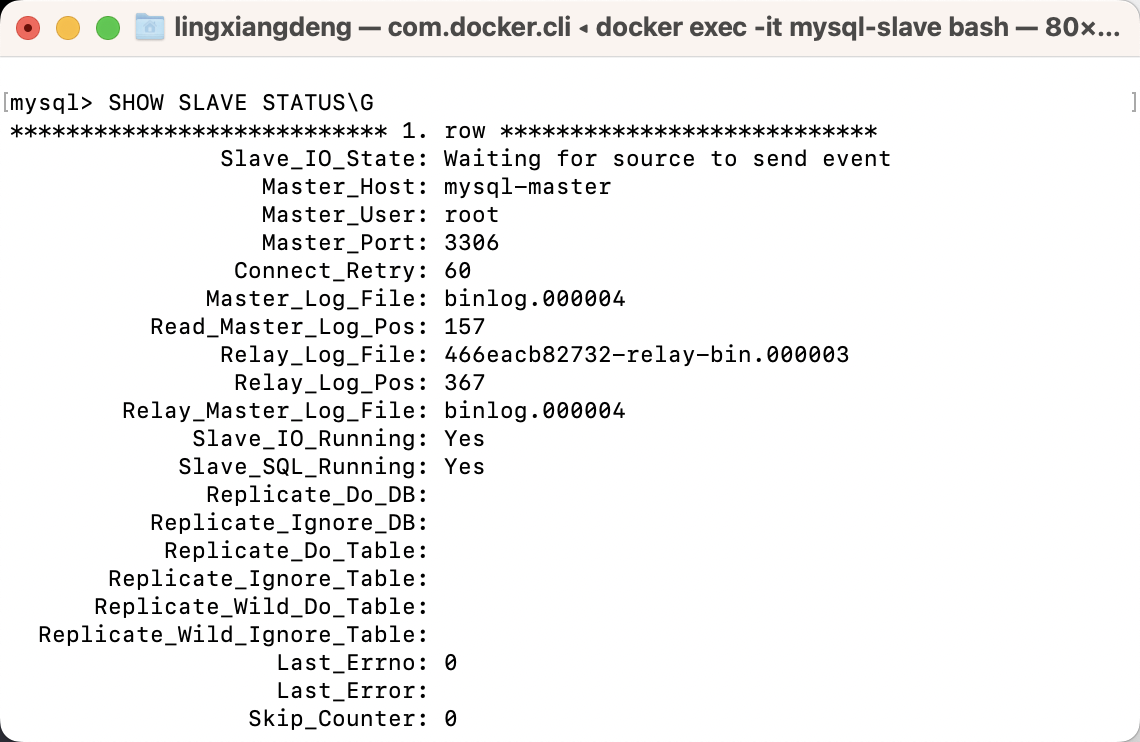 lingxiangdeng — com.docker.cli ◂ docker exec -it mysql-slave bash — 80×...
[mysql> SHOW SLAVE STATUS\G ]
*************************** 1. row ***************************
Slave_IO_State: Waiting for source to send event
Master_Host: mysql-master
Master_User: root
Master_Port: 3306
Connect_Retry: 60
Master_Log_File: binlog.000004
Read_Master_Log_Pos: 157
Relay_Log_File: 466eacb82732-relay-bin.000003
Relay_Log_Pos: 367
Relay_Master_Log_File: binlog.000004
Slave_IO_Running: Yes
Slave_SQL_Running: Yes
Replicate_Do_DB:
Replicate_Ignore_DB:
Replicate_Do_Table:
Replicate_Ignore_Table:
Replicate_Wild_Do_Table:
Replicate_Wild_Ignore_Table:
Last_Errno: 0
Last_Error:
Skip_Counter: 0